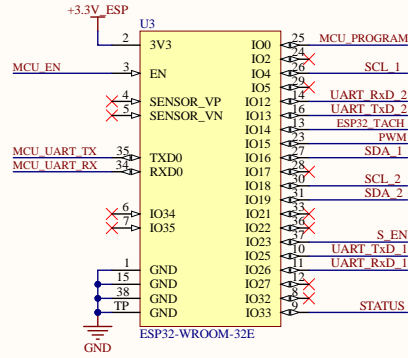 +3.3V_ESP
U3
2 3V3 IO0 25 MCU_PROGRAM
IO2 24
MCU_EN 3 EN IO4 26 SCL_1
IO5 29
4 SENSOR_VP IO12 14 UART_RxD_2
5 SENSOR_VN IO13 16 UART_TxD_2
IO14 13 ESP32_TACH
IO15 23 PWM
MCU_UART_TX 35 TXD0 IO16 27 SDA_1
MCU_UART_RX 34 RXD0 IO17 28
IO18 30 SCL_2
IO19 31 SDA_2
6 IO34 IO21 33
7 IO35 IO22 36
IO23 37 S_EN
IO25 10 UART_TxD_1
1 GND IO26 11 UART_Rxd_1
15 GND IO27 12
38 GND IO32 8
TP GND IO33 9 STATUS
ESP32-WROOM-32E
GND